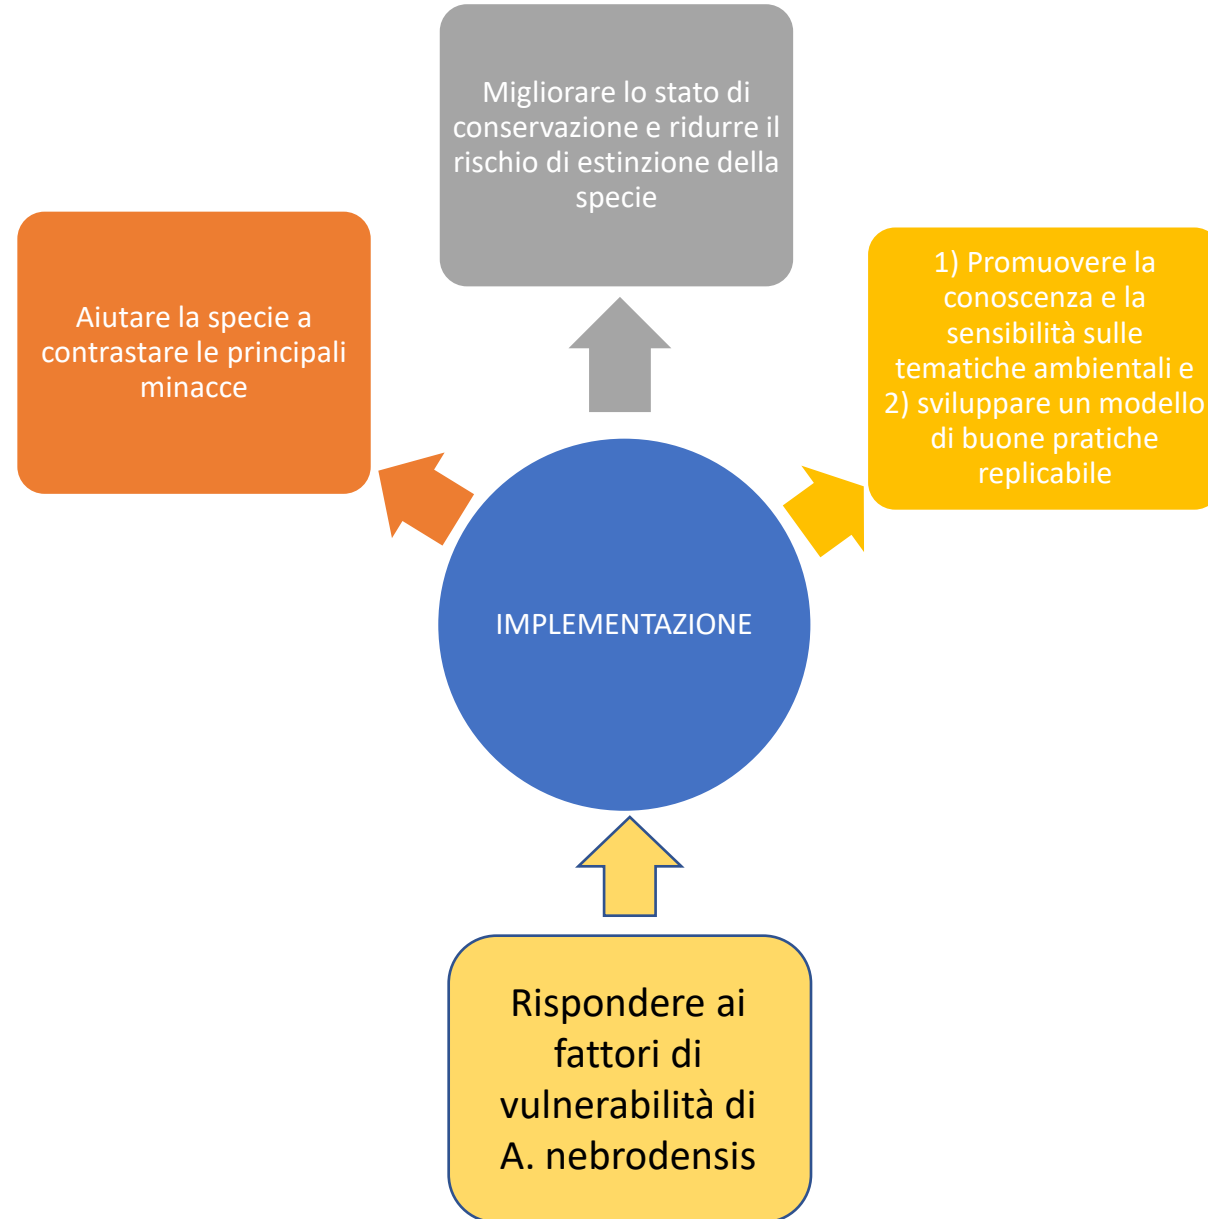 Migliorare lo stato di
conservazione e ridurre il
rischio di estinzione della
specie
Aiutare la specie a
contrastare le principali
minacce
1) Promuovere la
conoscenza e la
sensibilità sulle
tematiche ambientali e
2) sviluppare un modello
di buone pratiche
replicabile
IMPLEMENTAZIONE
Rispondere ai
fattori di
vulnerabilità di
A. nebrodensis